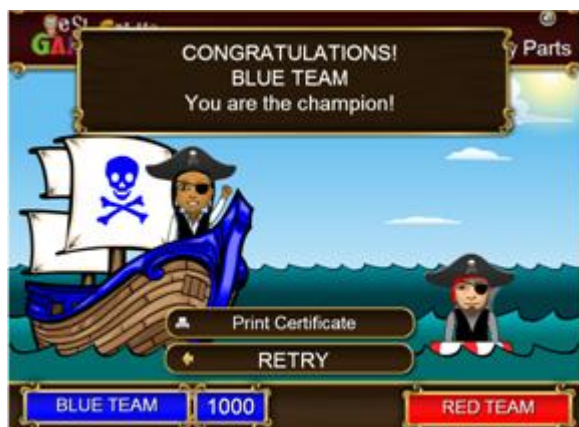 CONGRATULATIONS!
BLUE TEAM
You are the champion!
Parts
Print Certificate
RETRY
BLUE TEAM
1000
RED TEAM